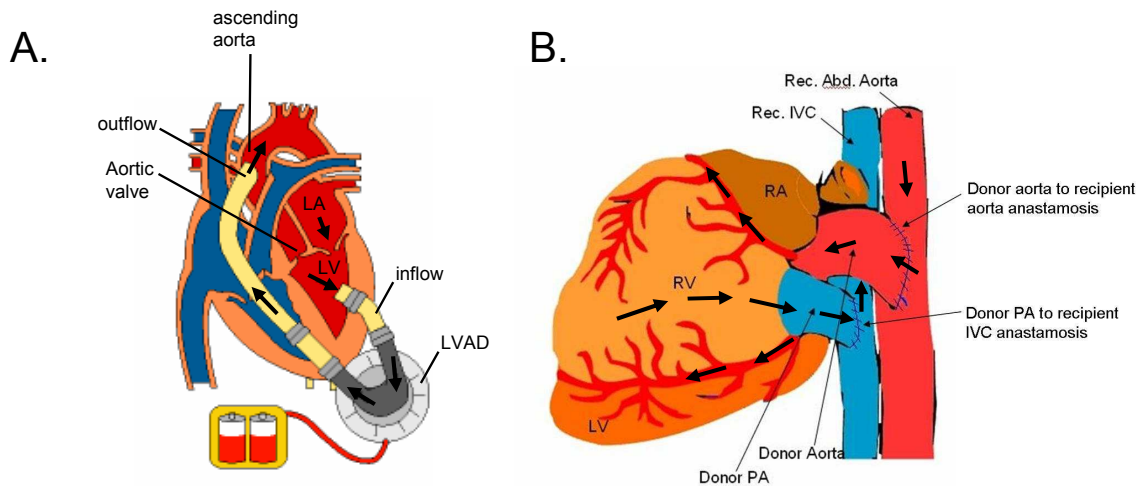 A.
ascending
aorta
outflow
Aortic
valve
LA
LV
inflow
LVAD
B.
Rec. Abd. Aorta
Rec. IVC
RA
Donor aorta to recipient
aorta anastamosis
RV
Donor PA to recipient
IVC anastamosis
LV
Donor Aorta
Donor PA